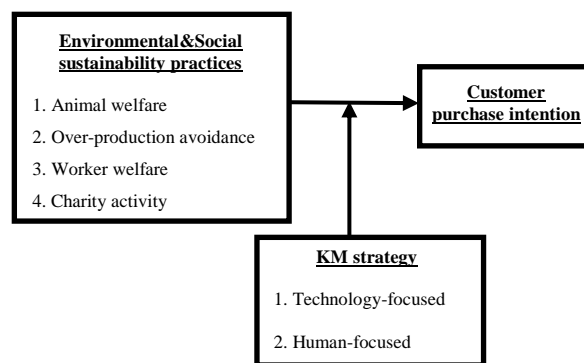 Environmental&Social
sustainability practices
1. Animal welfare
2. Over-production avoidance
3. Worker welfare
4. Charity activity
Customer
purchase intention
KM strategy
1. Technology-focused
2. Human-focused